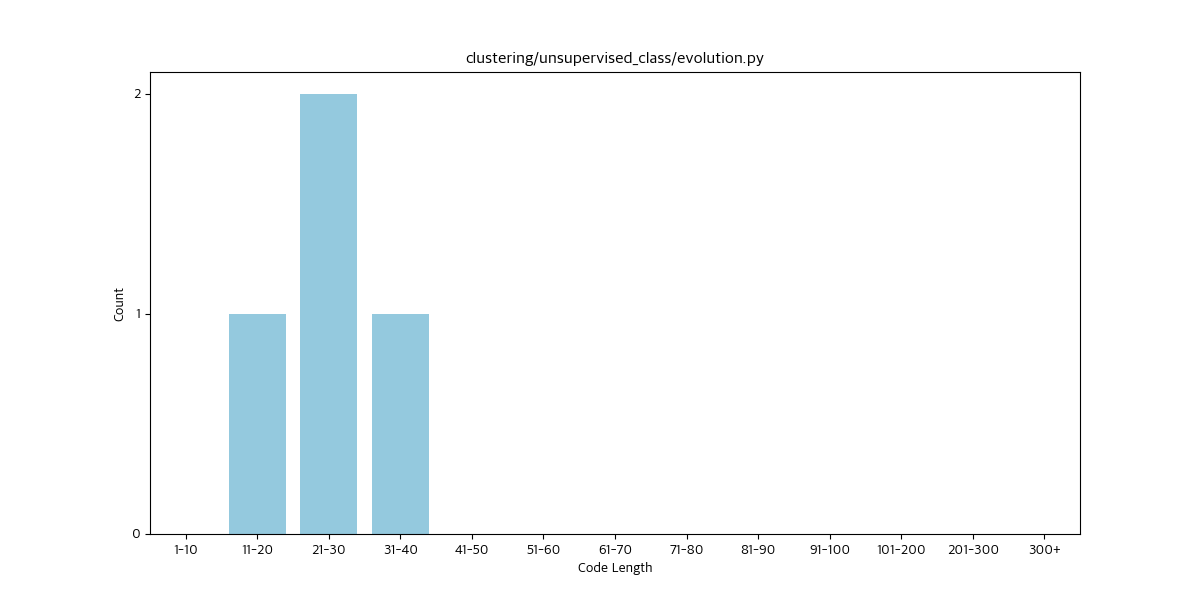 clustering/unsupervised_class/evolution.py
2
1
0
Count
1-10 11-20 21-30 31-40 41-50 51-60 61-70 71-80 81-90 91-100 101-200 201-300 300+
Code Length